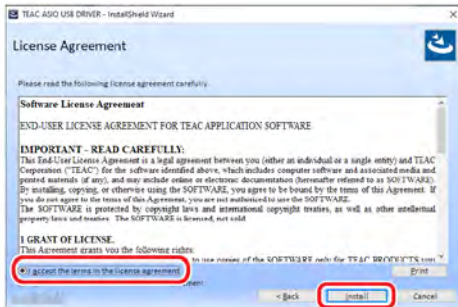 TEAC ASIO USB DRIVER - InstallShield Wizard
License Agreement
Please read the following license agreement carefully.
Software License Agreement
END-USER LICENSE AGREEMENT FOR TEAC APPLICATION SOFTWARE
IMPORTANT - READ CAREFULLY:
This End-User License Agreement is a legal agreement between you (either an individual or a single entity) and TEAC
Corporation ("TEAC") for the software identified above, which includes computer software and associated media and
printed materials (if any), and may include online or electronic documentation (hereinafter referred to as SOFTWARE).
By installing, copying, or otherwise using the SOFTWARE, you agree to be bound by the terms of this Agreement. If
you do not agree to the terms of this Agreement, you are not authorized to use the SOFTWARE.
The SOFTWARE is protected by copyright laws and international copyright treaties, as well as other intellectual
property laws and treaties. The SOFTWARE is licensed, not sold.
1 GRANT OF LICENSE.
This Agreement grants you the following rights:
to use copies of the SOFTWARE only for TEAC PRODUCTS you
I accept the terms in the license agreement
Print
< Back
Install
Cancel